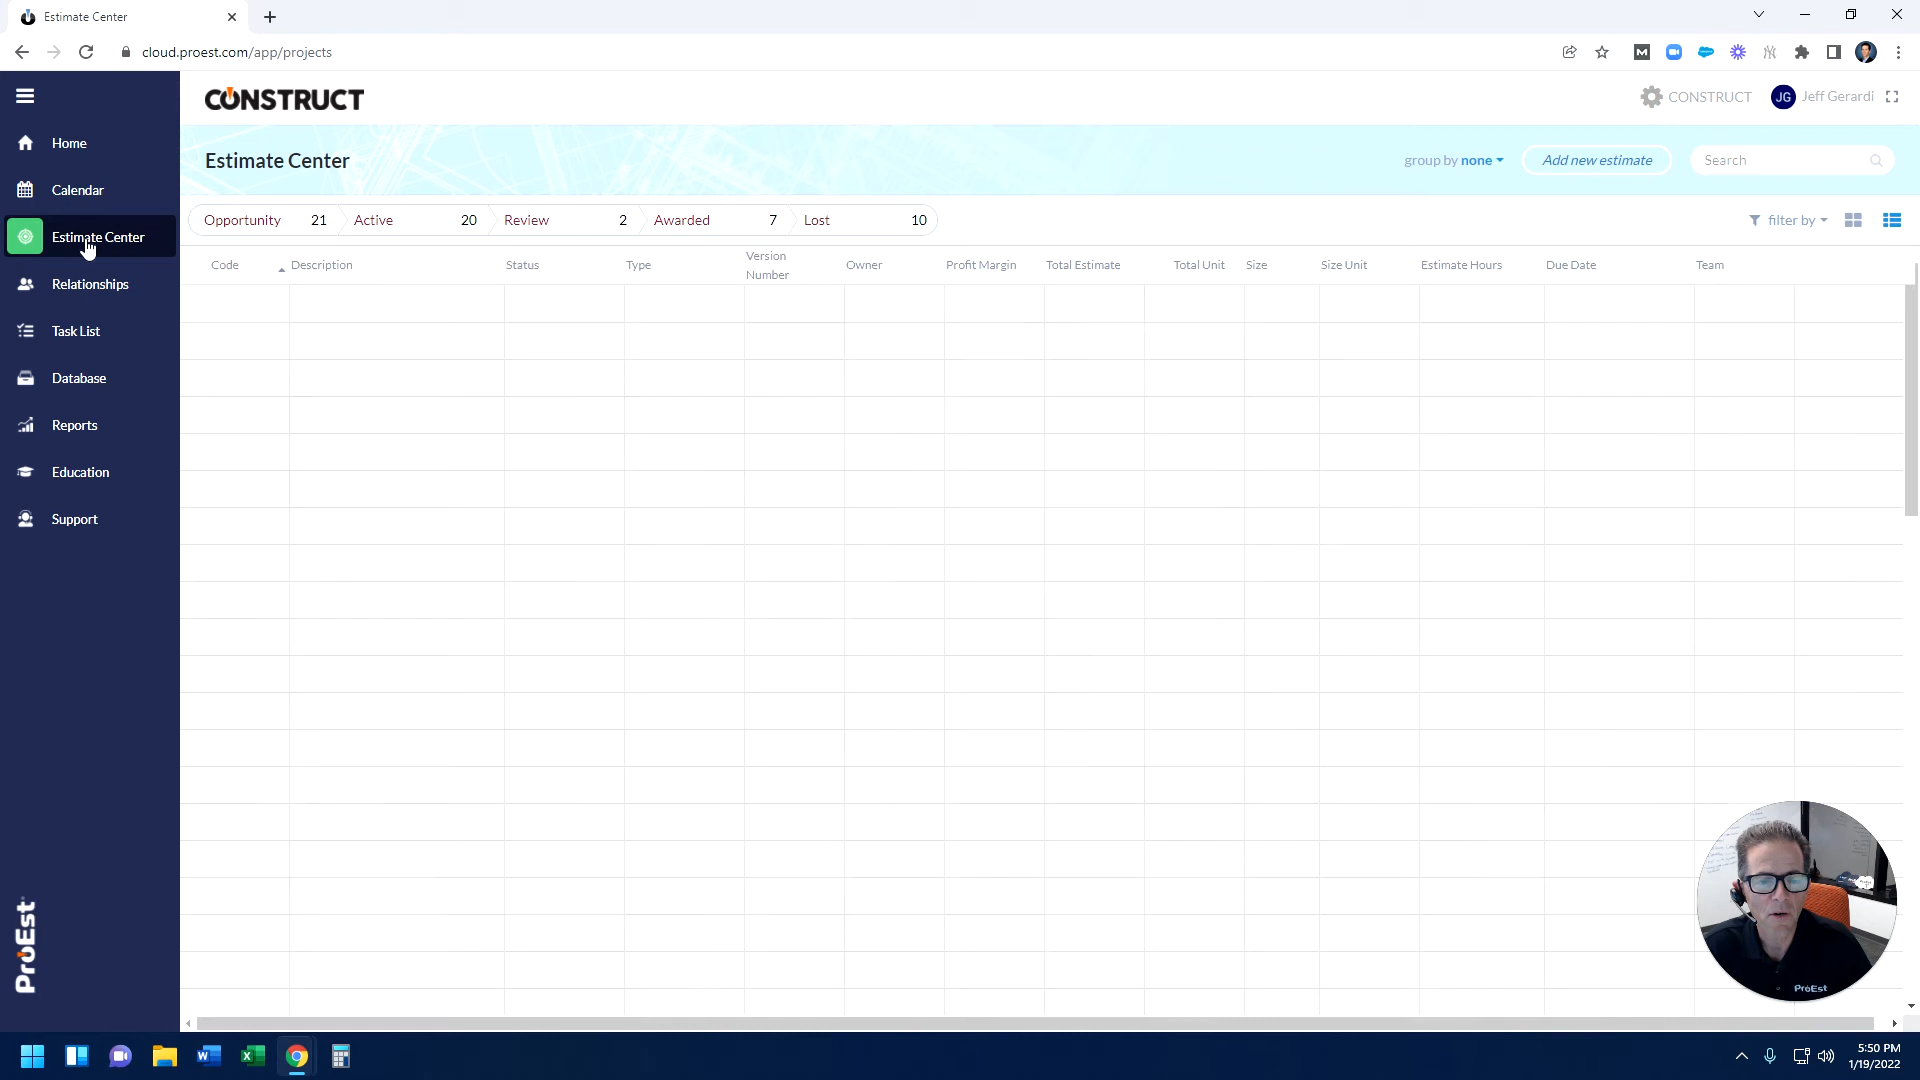 Estimate Center
cloud.proest.com/app/projects
CONSTRUCT
CONSTRUCT
JG
Jeff Gerardi
Home
Calendar
Estimate Center
Relationships
Task List
Database
Reports
Education
Support
ProEst
Estimate Center
group by none
Add new estimate
Search
Opportunity 21
Active 20
Review 2
Awarded 7
Lost 10
filter by
Code
Description
Status
Type
Version
Number
Owner
Profit Margin
Total Estimate
Total Unit
Size
Size Unit
Estimate Hours
Due Date
Team
ProEst
5:50 PM
1/19/2022